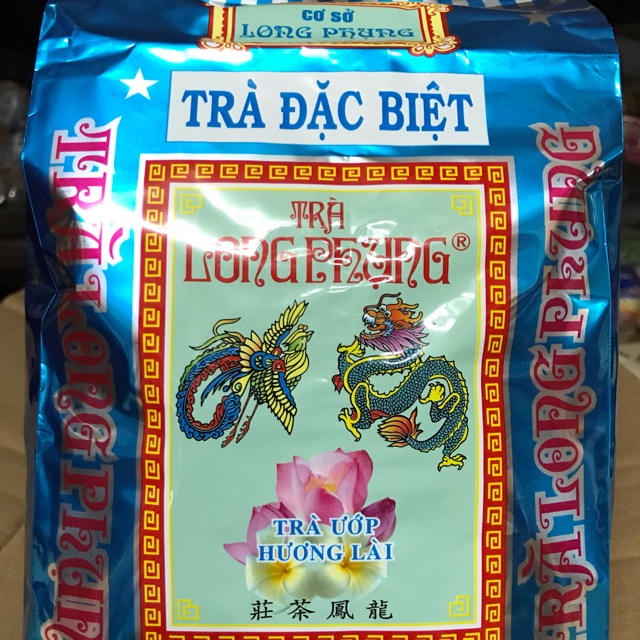 CƠ SỞ
LONG PHỤNG
TRÀ ĐẶC BIỆT
TRÀ LONG PHỤNG
TRÀ
LONG PHỤNG ®
TRÀ LONG PHỤNG
TRÀ ƯỚP
HƯƠNG LÀI
莊茶鳳龍